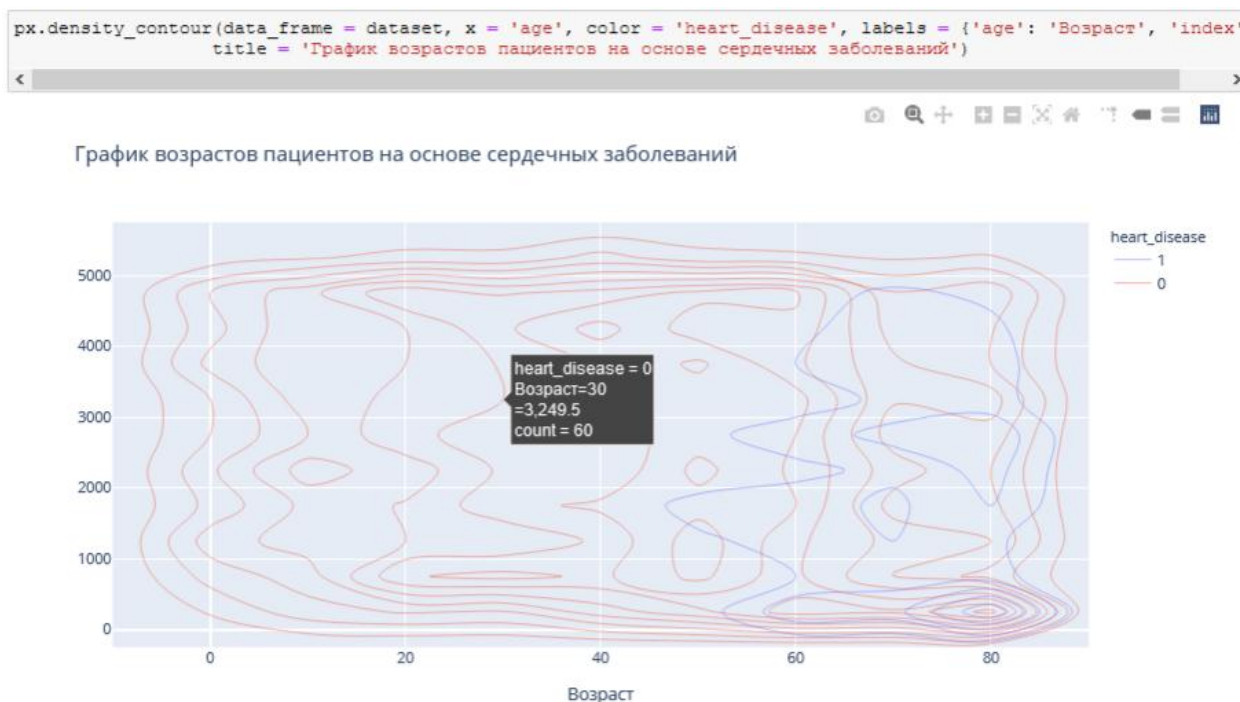 px.density_contour(data_frame = dataset, x = 'age', color = 'heart_disease', labels = {'age': 'Возраст', 'index'
title = 'График возрастов пациентов на основе сердечных заболеваний')
График возрастов пациентов на основе сердечных заболеваний
heart_disease
1
0
5000
4000
3000
2000
1000
0
heart_disease = 0
Возраст=30
=3,249.5
count = 60
0
20
40
60
80
Возраст